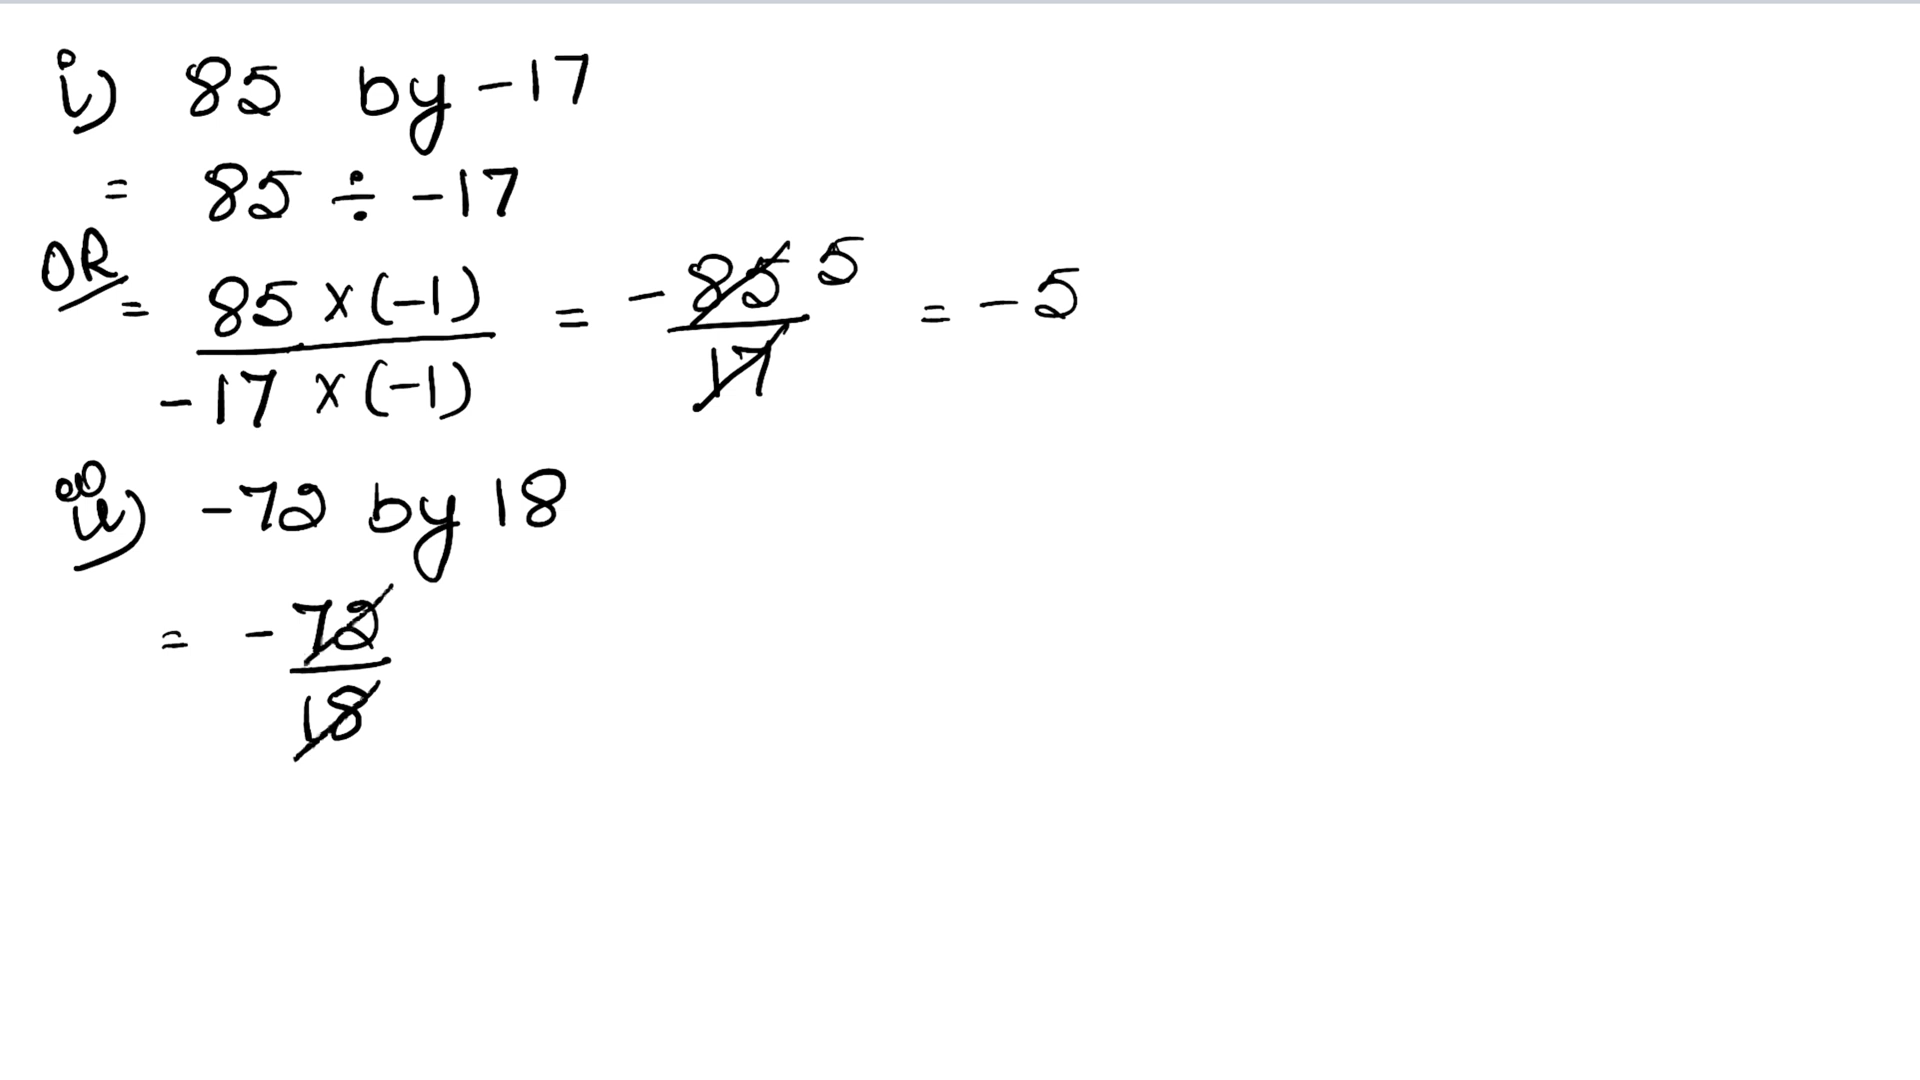 i) 85 by -17
= 85 ÷ -17
OR
= 85 × (-1) / -17 × (-1) = - 85 5 / 17 = - 5
ii) -72 by 18
= - 72 / 18